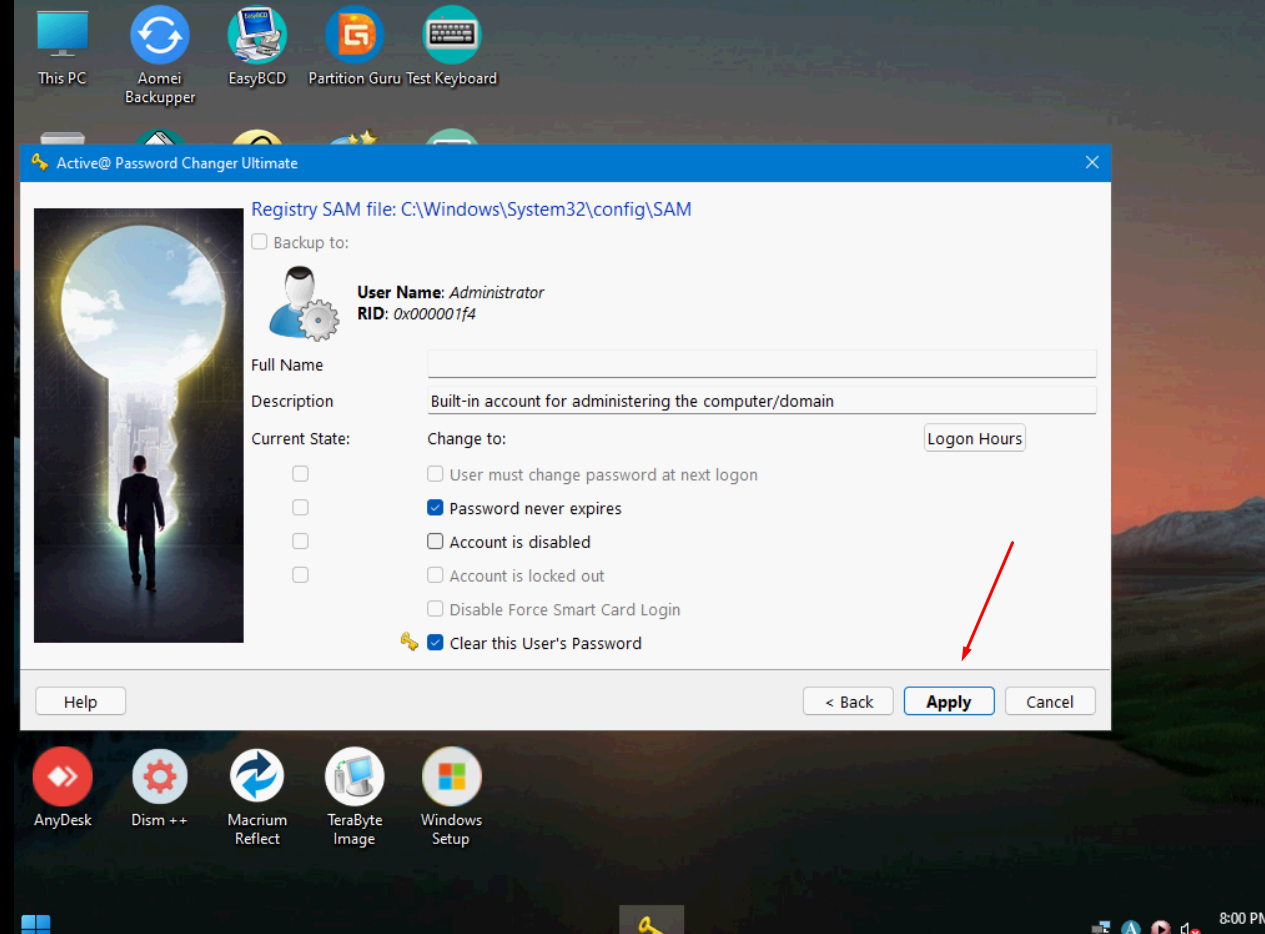 This PC
Aomei
Backupper
EasyBCD
Partition Guru
Test Keyboard
Active@ Password Changer Ultimate
Registry SAM file: C:\Windows\System32\config\SAM
Backup to:
User Name: Administrator
RID: 0x000001f4
Full Name
Description
Built-in account for administering the computer/domain
Current State:
Change to:
Logon Hours
User must change password at next logon
Password never expires
Account is disabled
Account is locked out
Disable Force Smart Card Login
Clear this User's Password
Help
< Back
Apply
Cancel
AnyDesk
Dism ++
Macrium
Reflect
TeraByte
Image
Windows
Setup
8:00 PM